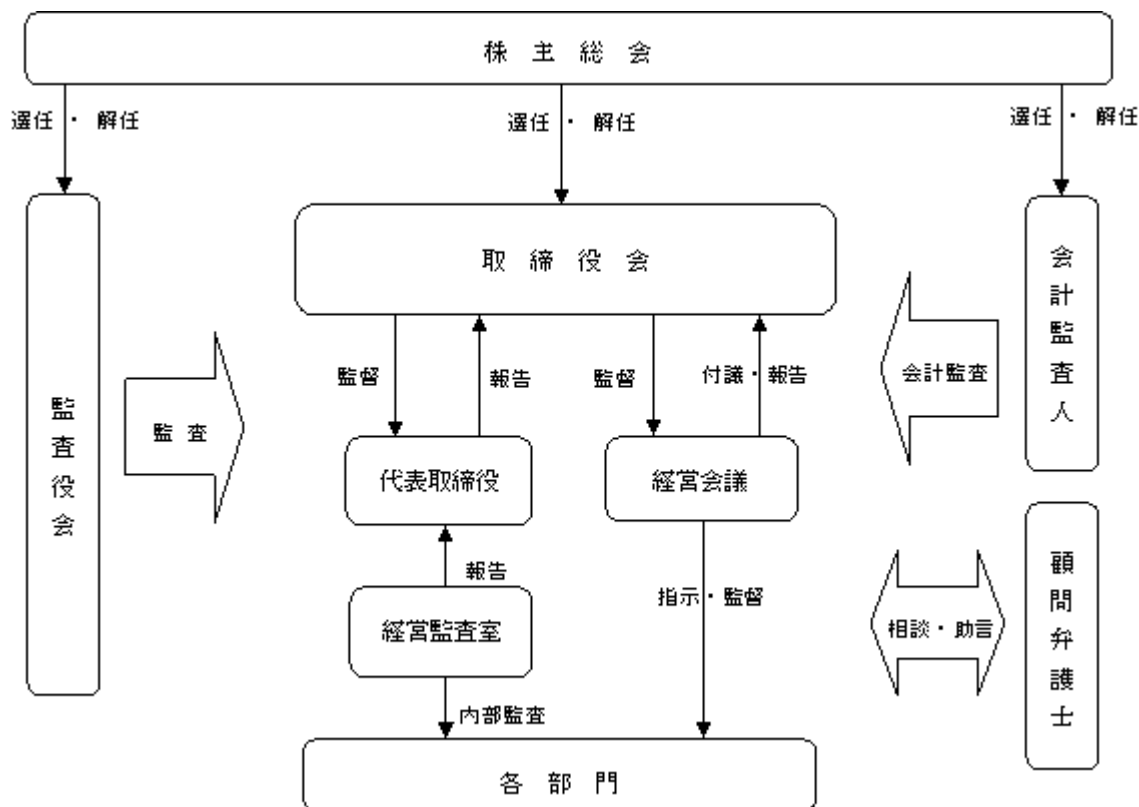 株主総会
選任・解任
選任・解任
選任・解任
監査役会
取締役会
会計監査人
監査
監督
報告
監督
付議・報告
会計監査
代表取締役
経営会議
報告
指示・監督
経営監査室
相談・助言
顧問弁護士
内部監査
各部門